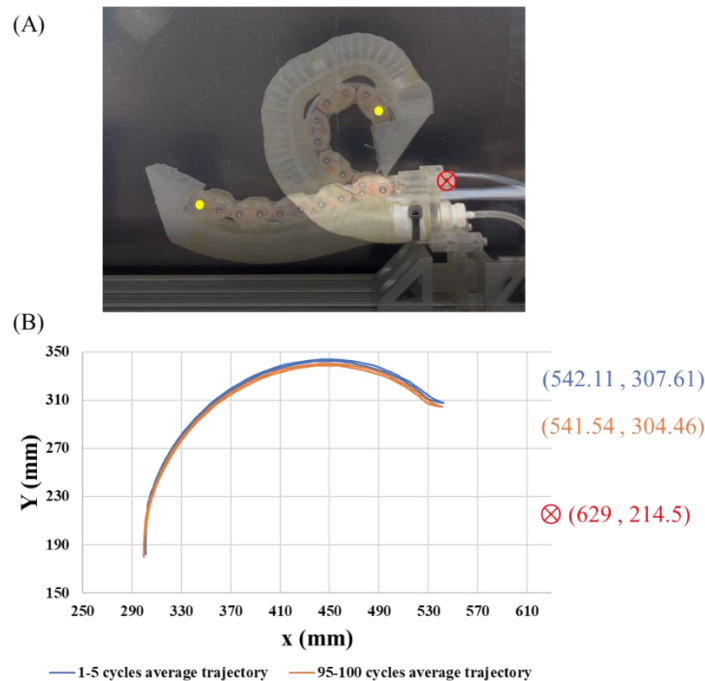 (A)
(B)
350
310
270
230
190
150
Y (mm)
250
290
330
370
410
450
490
530
570
610
x (mm)
(542.11 , 307.61)
(541.54 , 304.46)
⊗ (629 , 214.5)
1-5 cycles average trajectory
95-100 cycles average trajectory